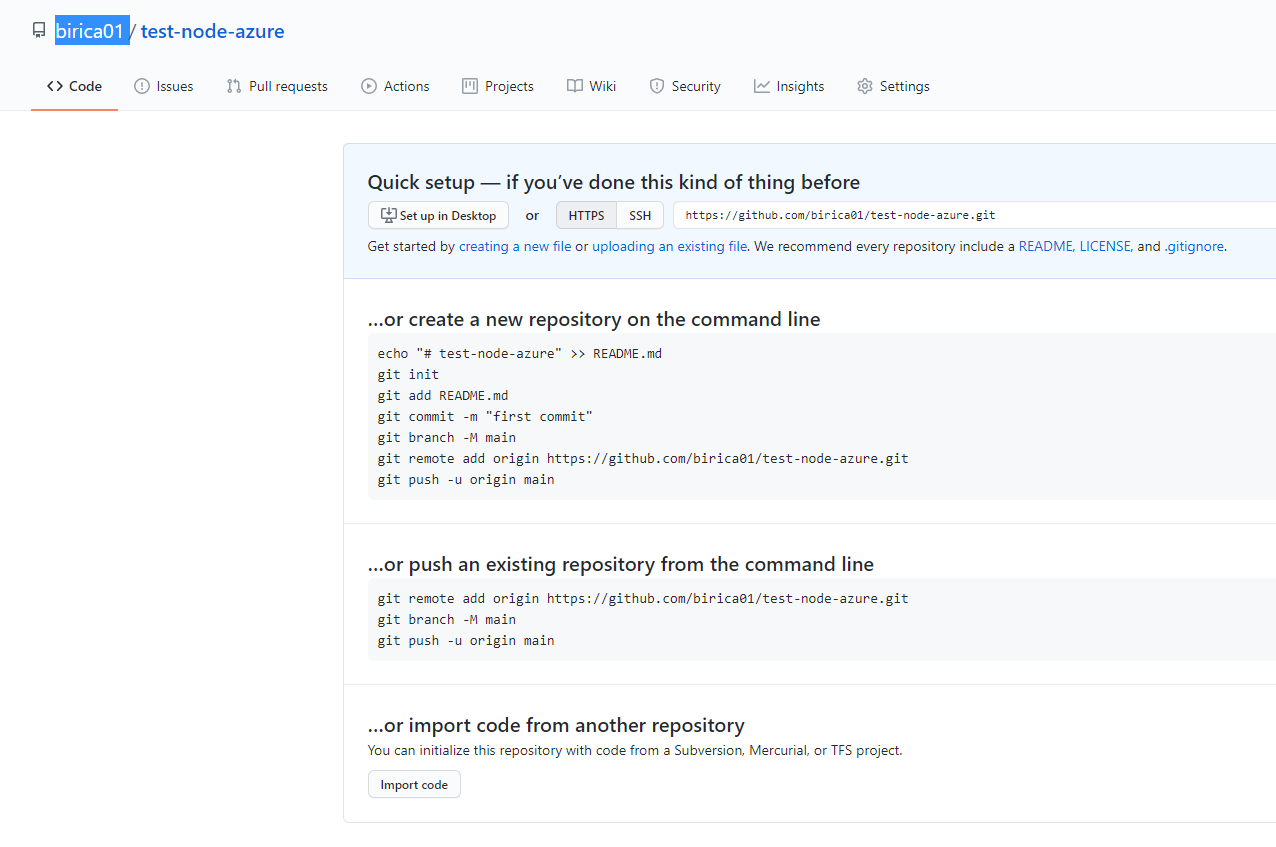 birica01 / test-node-azure
Code Issues Pull requests Actions Projects Wiki Security Insights Settings
Quick setup — if you’ve done this kind of thing before
Set up in Desktop or HTTPS SSH https://github.com/birica01/test-node-azure.git
Get started by creating a new file or uploading an existing file. We recommend every repository include a README, LICENSE, and .gitignore.
…or create a new repository on the command line
echo "# test-node-azure" >> README.md
git init
git add README.md
git commit -m "first commit"
git branch -M main
git remote add origin https://github.com/birica01/test-node-azure.git
git push -u origin main
…or push an existing repository from the command line
git remote add origin https://github.com/birica01/test-node-azure.git
git branch -M main
git push -u origin main
…or import code from another repository
You can initialize this repository with code from a Subversion, Mercurial, or TFS project.
Import code